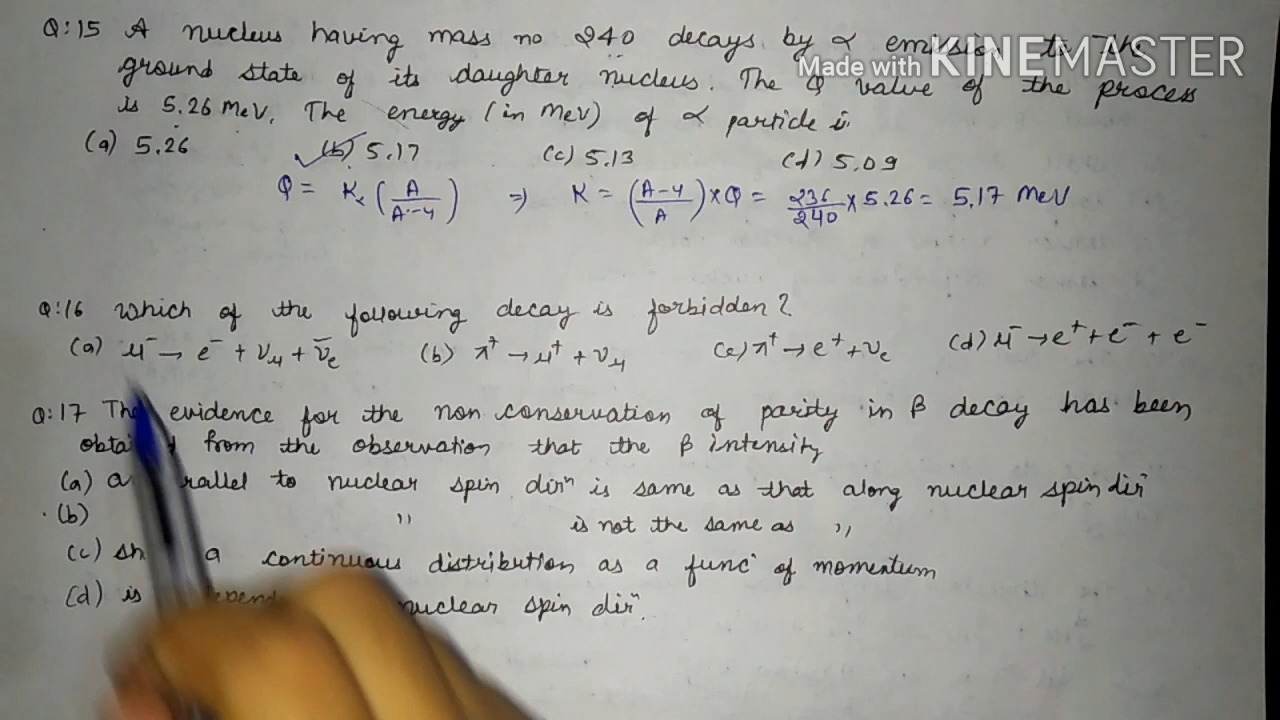 Q:15 A nucleus having mass no 240 decays by α emission to the
Made with KINEMASTER
ground state of its daughter nucleus. The Q value of the process
is 5.26 MeV, The energy (in MeV) of α particle is
(a) 5.26 (b) 5.17 (c) 5.13 (d) 5.09
Q = Kα (A/A-4) ⇒ K = (A-4/A) × Q = 236/240 × 5.26 = 5.17 MeV
Q:16 which of the following decay is forbidden?
(a) μ⁻ → e⁻ + νμ + ν̄e (b) π⁺ → μ⁺ + νμ (c) π⁺ → e⁺ + νe (d) μ⁻ → e⁺ + e⁻ + e⁻
Q:17 The evidence for the non conservation of parity in β decay has been
from the observation that the β intensity
(a) to nuclear spin dirⁿ is same as that along nuclear spin dirⁿ
(b) ,, is not the same as ,,
(c) a continuous distribution as a funcⁿ of momentum
(d) is nuclear spin dirⁿ.